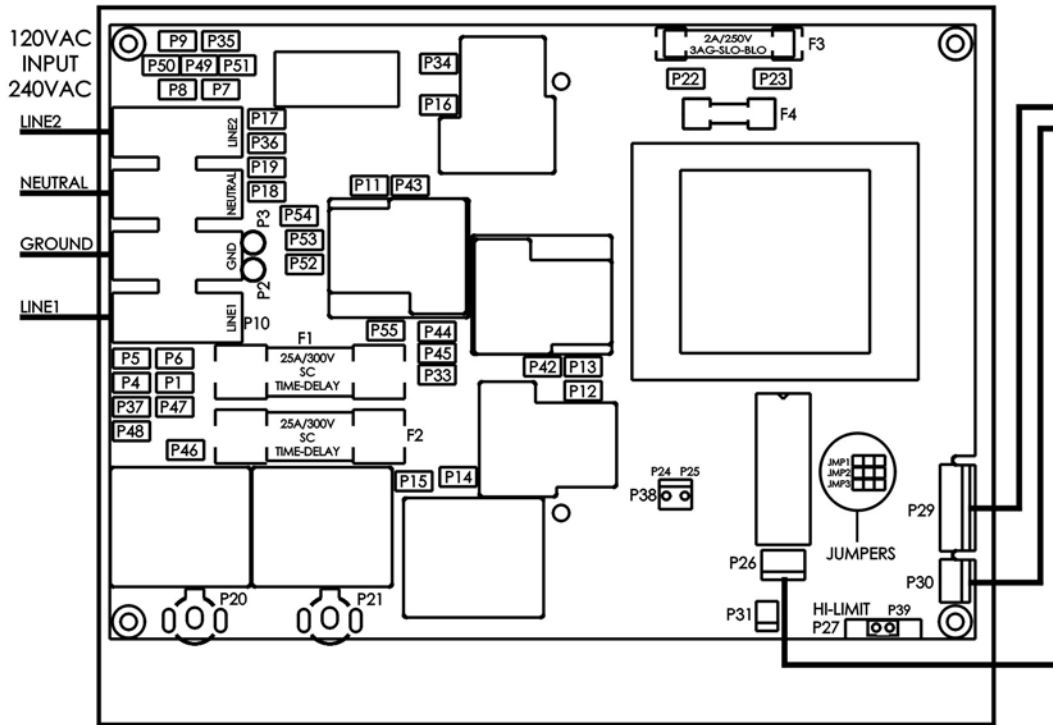 120VAC
INPUT
240VAC
LINE2
NEUTRAL
GROUND
LINE1
P9 P35
P50 P49 P51
P8 P7
LINE2
NEUTRAL
GND
LINE1
P17
P36
P19
P18
P3
P2
P10
P54
P53
P52
P34
P16
P11 P43
2A/250V
3AG-SLO-BLO
F3
P22 P23
F4
P55
P44
P45
P33
P42 P13
P12
F1
25A/300V
SC
TIME-DELAY
25A/300V
SC
TIME-DELAY
F2
P5 P6
P4 P1
P37 P47
P48
P46
P15 P14
P20 P21
P24 P25
P38
JMP1
JMP2
JMP3
JUMPERS
P26
P31
P29
P30
HI-LIMIT P39
P27